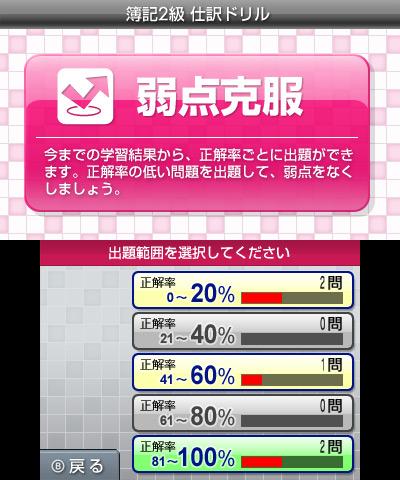 簿記2級 仕訳ドリル
弱点克服
今までの学習結果から、正解率ごとに出題ができ
ます。正解率の低い問題を出題して、弱点をなく
しましょう。
出題範囲を選択してください
正解率 2問
0～20%
正解率 0問
21～40%
正解率 1問
41～60%
正解率 0問
61～80%
正解率 2問
81～100%
Ⓑ戻る